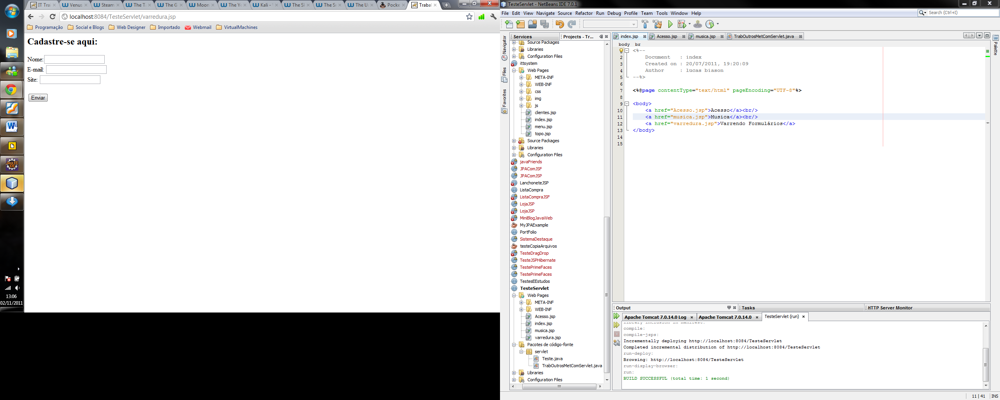 IT Trai
Venus
Steam
The T
The G
Moon
The Y
Kali -
The Sl
The Sn
The U
Pocke
Trabal
localhost:8084/TesteServlet/varredura.jsp
Programação
Social e Blogs
Web Designer
Importado
Webmail
VirtualMachines
Cadastre-se aqui:
Nome:
E-mail:
Site:
Enviar
Java EE
IDE
13:06
02/11/2011
TesteServlet - NetBeans IDE 7.0.1
File Edit View Navigate Source Refactor Run Debug Profile Team Tools Window Help
Search (Ctrl+I)
Navigator
Files
Favorites
Services
Projects - Tr...
Source Packages
Libraries
Configuration Files
ittsystem
Web Pages
META-INF
WEB-INF
css
img
js
clientes.jsp
index.jsp
menu.jsp
topo.jsp
Source Packages
Libraries
Configuration Files
javaFriends
JPAComJSF
JPAComJSP
LanchoneteJSP
ListaCompra
ListaCompraJSF
LojaJSP
LojaJSP
MiniBlogJavaWeb
MyJPAExample
PortFolio
SistemaDestaque
testeCopiaArquivos
TesteDragDrop
TesteJSPHibernate
TestePrimeFaces
TestePrimeFaces
TestesEEstudos
TesteServlet
Web Pages
META-INF
WEB-INF
Acesso.jsp
index.jsp
musica.jsp
varredura.jsp
Pacotes de código-fonte
servlet
Teste.java
TrabOutrosMetComServlet.java
Libraries
Configuration Files
index.jsp
Acesso.jsp
musica.jsp
TrabOutrosMetComServlet.java
Palette
body br
<%--
2 Document : index
3 Created on : 20/07/2011, 19:20:09
4 Author : lucas biason
5 --%>
6
7 <%@page contentType="text/html" pageEncoding="UTF-8"%>
8
9 <body>
10 <a href="Acesso.jsp">Acesso</a><br/>
11 <a href="musica.jsp">Musica</a><br/>
12 <a href="varredura.jsp">Varrendo Formulários</a>
13 </body>
14
15
Output
Tasks
HTTP Server Monitor
Apache Tomcat 7.0.14.0 Log
Apache Tomcat 7.0.14.0
TesteServlet (run)
library inclusion in manifest.
compile:
compile-jsps:
Incrementally deploying http://localhost:8084/TesteServlet
Completed incremental distribution of http://localhost:8084/TesteServlet
run-deploy:
Browsing: http://localhost:8084/TesteServlet
run-display-browser:
run:
BUILD SUCCESSFUL (total time: 1 second)
11 | 41 INS